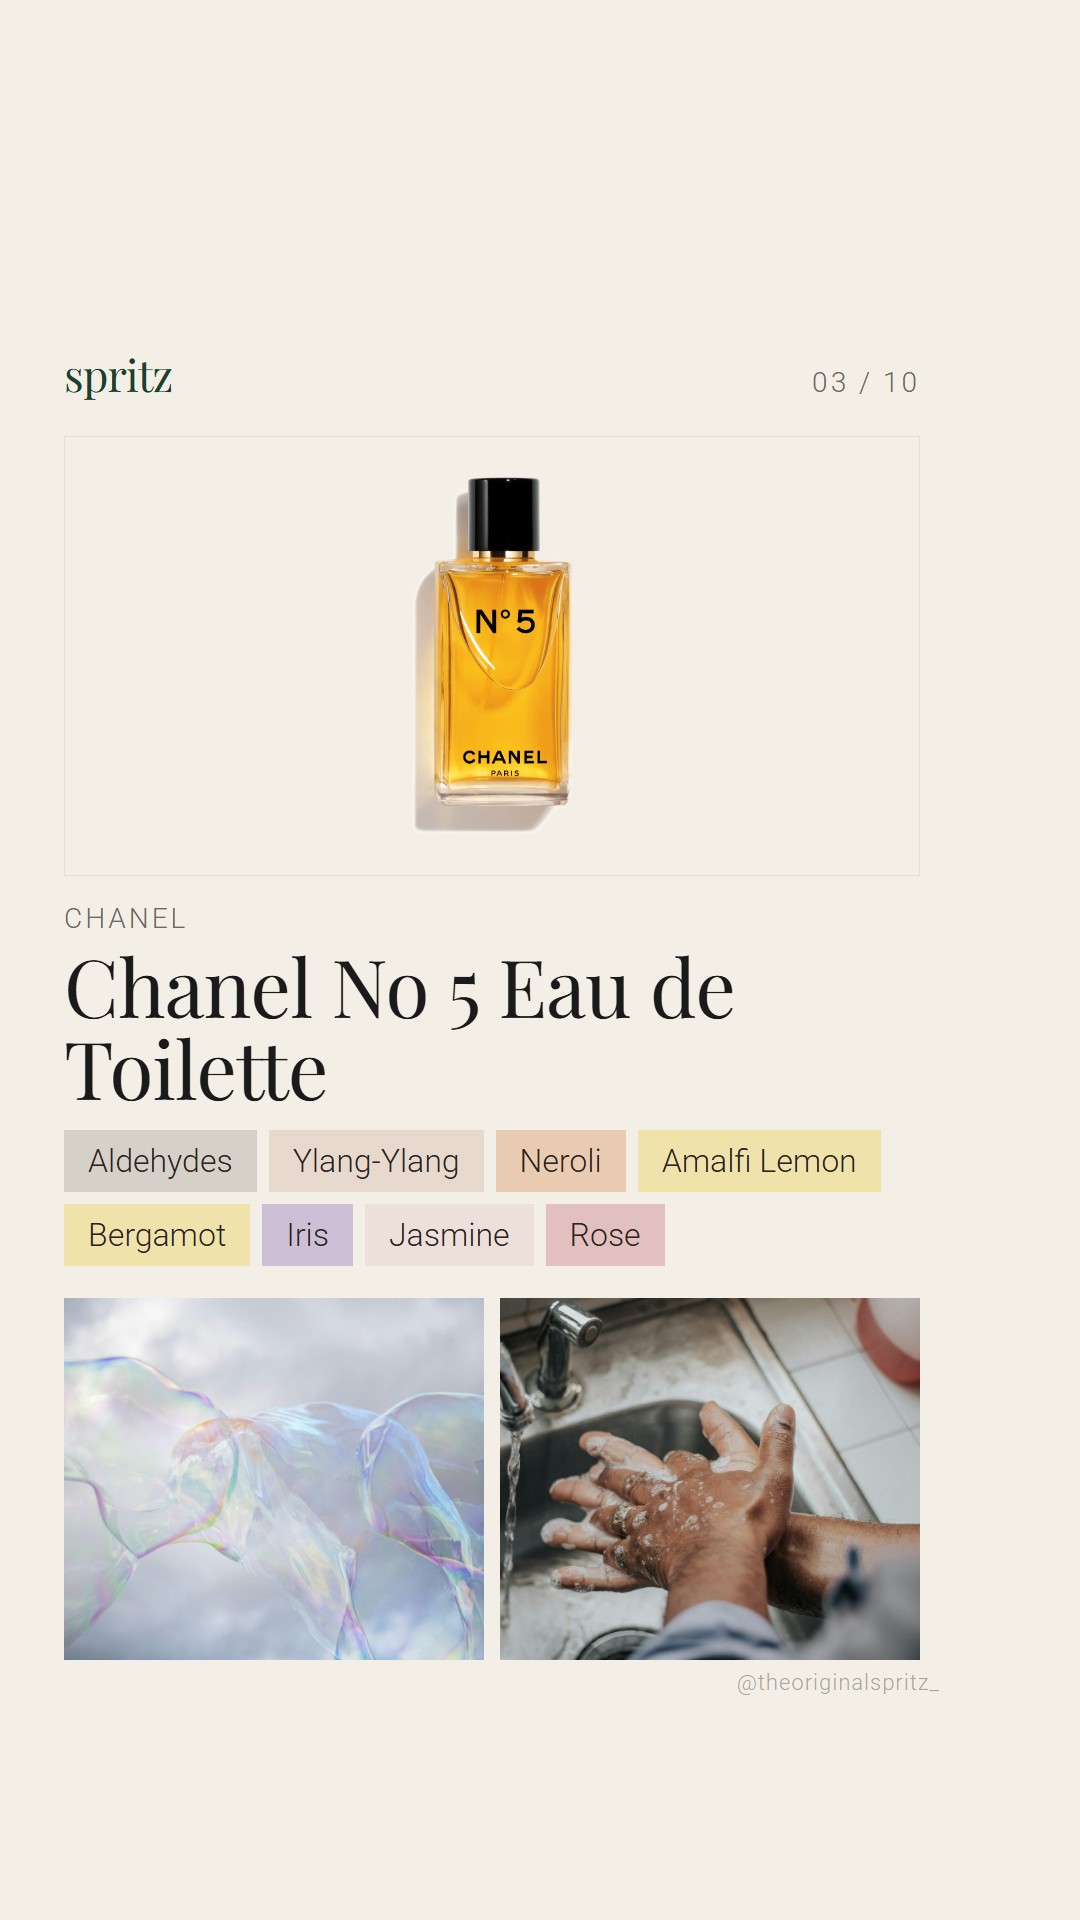 spritz
03 / 10
N°5
CHANEL
PARIS
CHANEL
Chanel No 5 Eau de
Toilette
Aldehydes Ylang-Ylang Neroli Amalfi Lemon
Bergamot Iris Jasmine Rose
@theoriginalspritz_